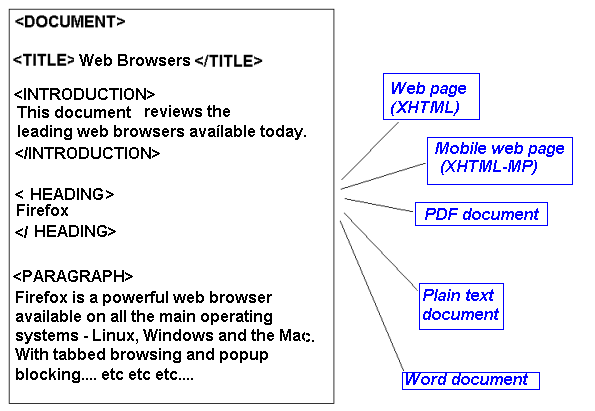 <DOCUMENT>
<TITLE> Web Browsers </TITLE>
<INTRODUCTION>
This document reviews the
leading web browsers available today.
</INTRODUCTION>
< HEADING>
Firefox
</ HEADING>
<PARAGRAPH>
Firefox is a powerful web browser
available on all the main operating
systems - Linux, Windows and the Mac.
With tabbed browsing and popup
blocking.... etc etc etc....
Web page
(XHTML)
Mobile web page
(XHTML-MP)
PDF document
Plain text
document
Word document